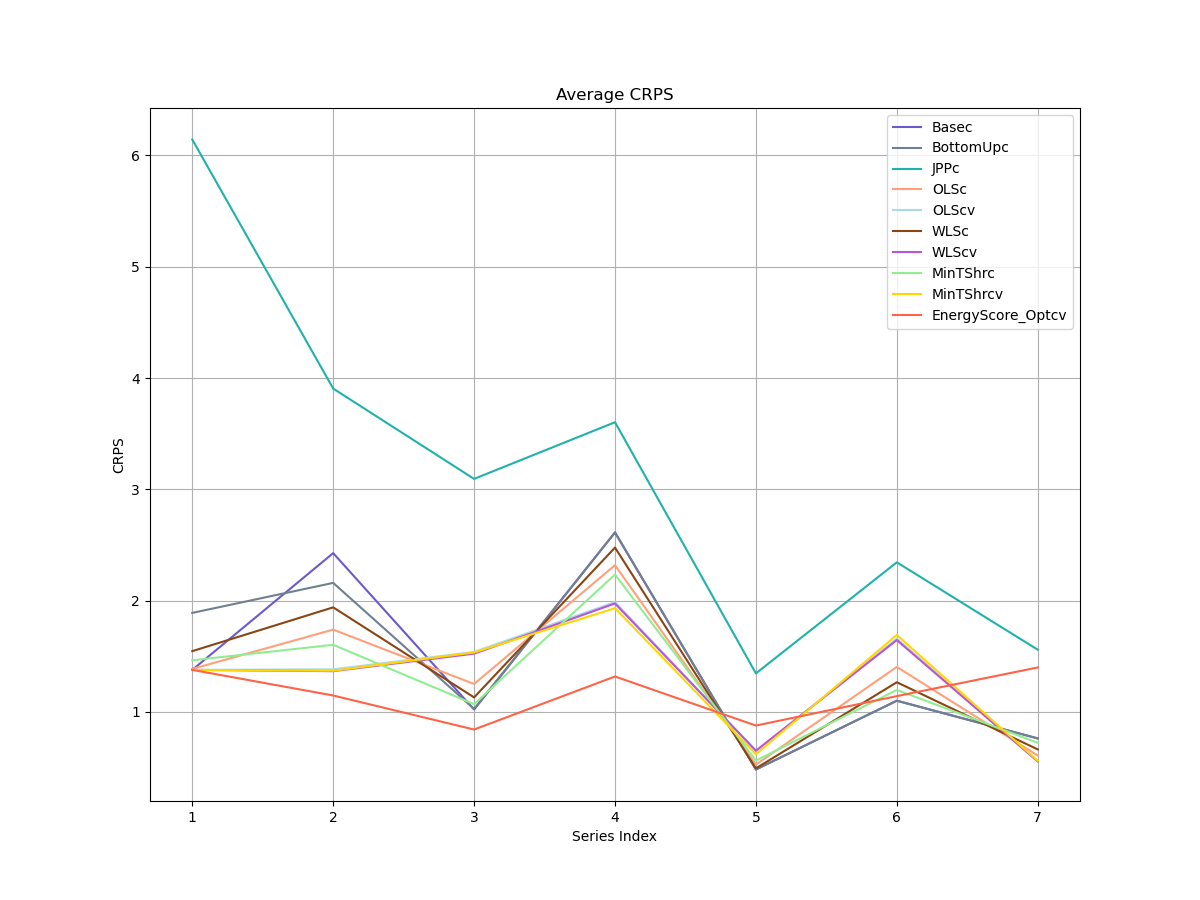 Average CRPS
6
5
4
3
2
1
CRPS
1 2 3 4 5 6 7
Series Index
Basec
BottomUpc
JPPc
OLSc
OLScv
WLSc
WLScv
MinTShrc
MinTShrcv
EnergyScore_Optcv